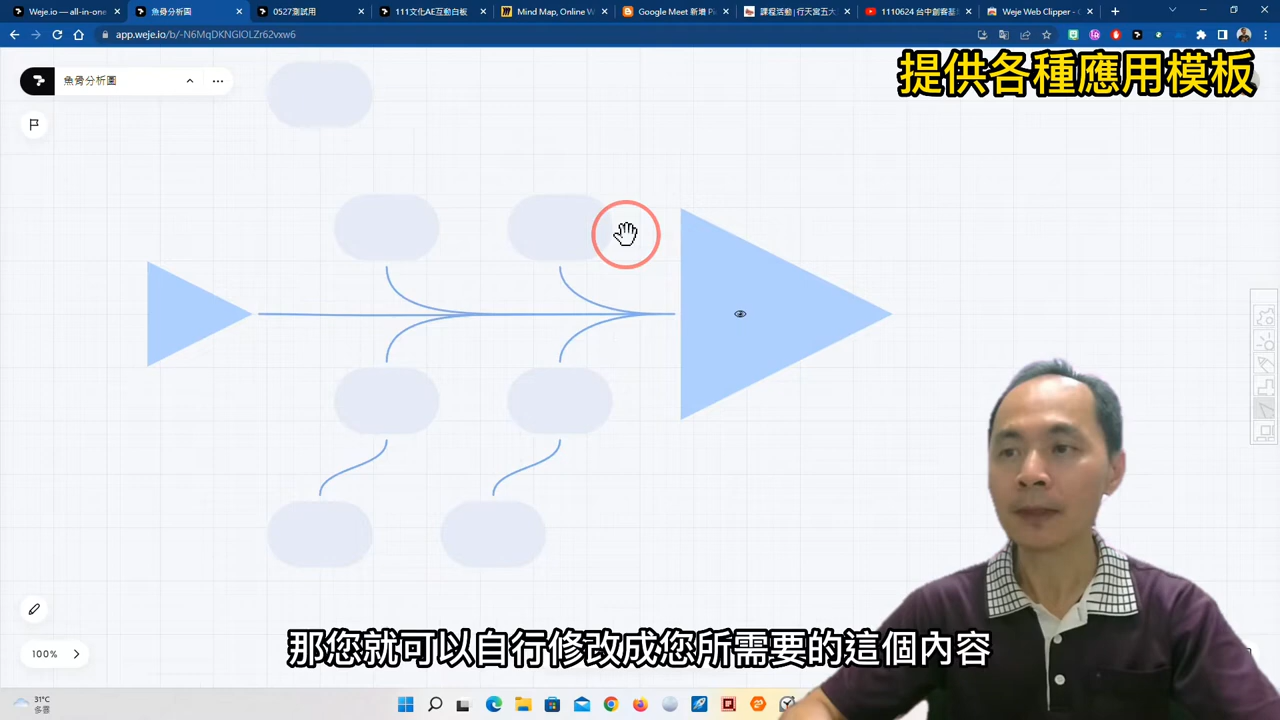 Weje.io — all-in-one
魚骨分析圖
0527測試用
111文化AE互動白板
Mind Map, Online W
Google Meet 新增 P
課程活動 | 行天宮五大
1110624 台中創客基
Weje Web Clipper - C
app.weje.io/b/-N6MqDKNGIOLZr62vxw6
提供各種應用模板
魚骨分析圖
那您就可以自行修改成您所需要的這個內容
100%
31°C
多雲